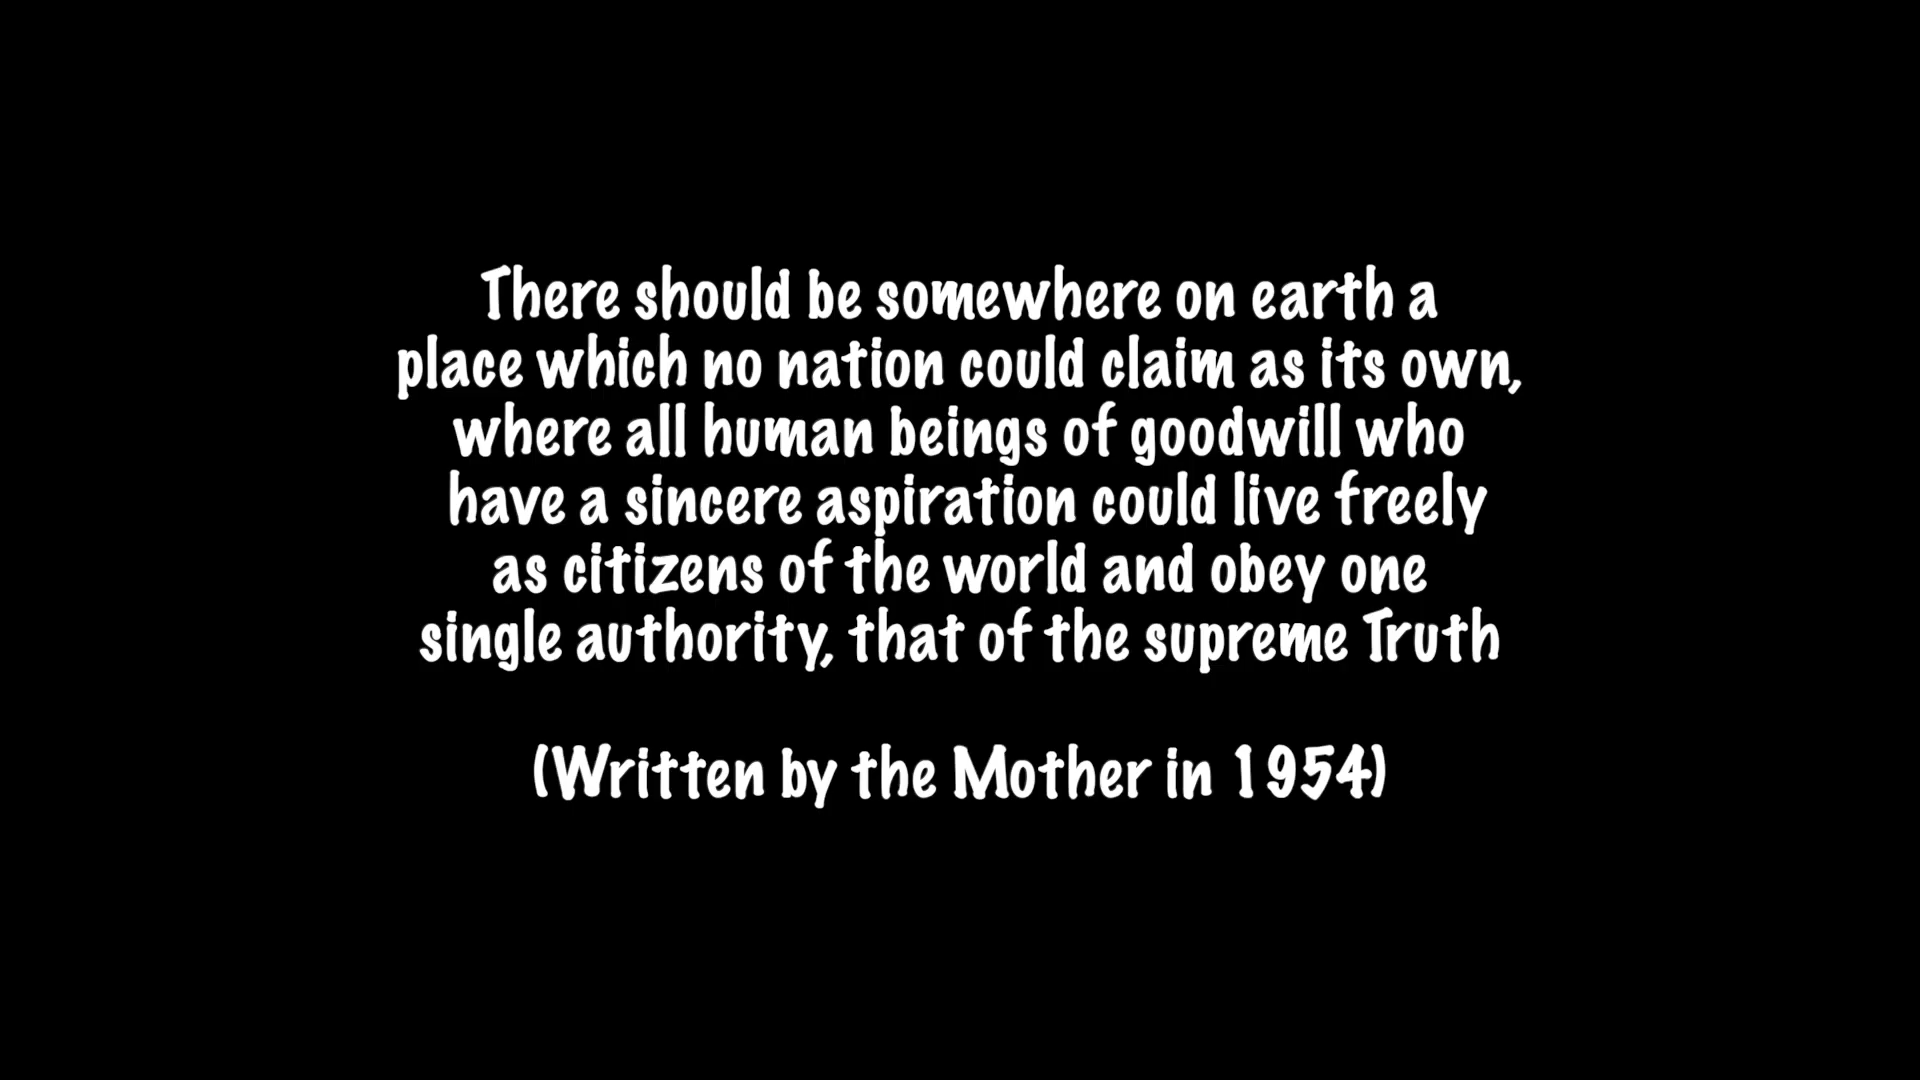 There should be somewhere on earth a
place which no nation could claim as its own,
where all human beings of goodwill who
have a sincere aspiration could live freely
as citizens of the world and obey one
single authority, that of the supreme Truth
(Written by the Mother in 1954)